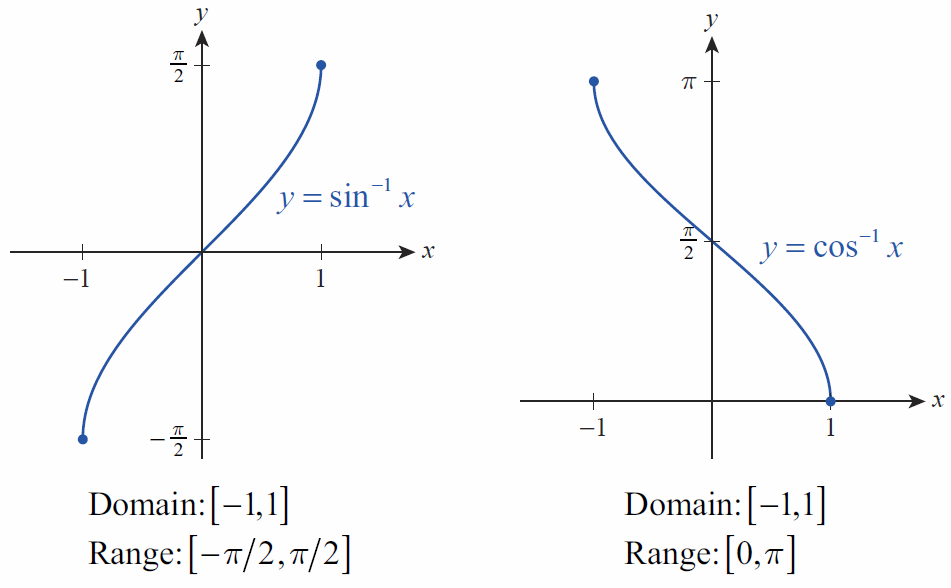 y
π/2
y = sin⁻¹ x
x
−1
1
−π/2
Domain:[−1,1]
Range:[−π/2,π/2]
y
π
π/2
y = cos⁻¹ x
x
−1
1
Domain:[−1,1]
Range:[0,π]